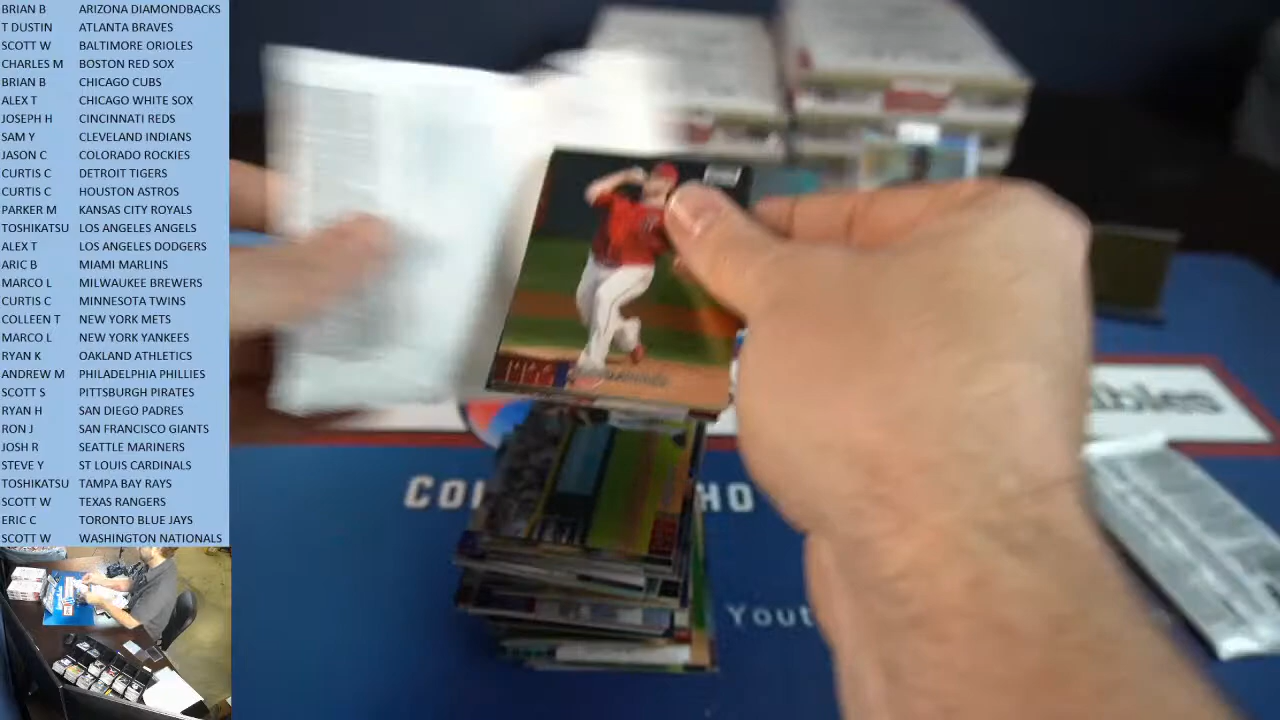 BRIAN B ARIZONA DIAMONDBACKS
T DUSTIN ATLANTA BRAVES
SCOTT W BALTIMORE ORIOLES
CHARLES M BOSTON RED SOX
BRIAN B CHICAGO CUBS
ALEX T CHICAGO WHITE SOX
JOSEPH H CINCINNATI REDS
SAM Y CLEVELAND INDIANS
JASON C COLORADO ROCKIES
CURTIS C DETROIT TIGERS
CURTIS C HOUSTON ASTROS
PARKER M KANSAS CITY ROYALS
TOSHIKATSU LOS ANGELES ANGELS
ALEX T LOS ANGELES DODGERS
ARIC B MIAMI MARLINS
MARCO L MILWAUKEE BREWERS
CURTIS C MINNESOTA TWINS
COLLEEN T NEW YORK METS
MARCO L NEW YORK YANKEES
RYAN K OAKLAND ATHLETICS
ANDREW M PHILADELPHIA PHILLIES
SCOTT S PITTSBURGH PIRATES
RYAN H SAN DIEGO PADRES
RON J SAN FRANCISCO GIANTS
JOSH R SEATTLE MARINERS
STEVE Y ST LOUIS CARDINALS
TOSHIKATSU TAMPA BAY RAYS
SCOTT W TEXAS RANGERS
ERIC C TORONTO BLUE JAYS
SCOTT W WASHINGTON NATIONALS
ibles
Co HO
Yout